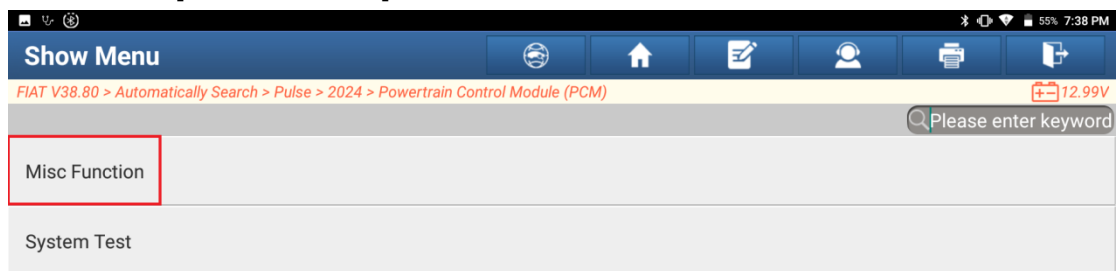 55% 7:38 PM
Show Menu
FIAT V38.80 > Automatically Search > Pulse > 2024 > Powertrain Control Module (PCM) 12.99V
Please enter keyword
Misc Function
System Test